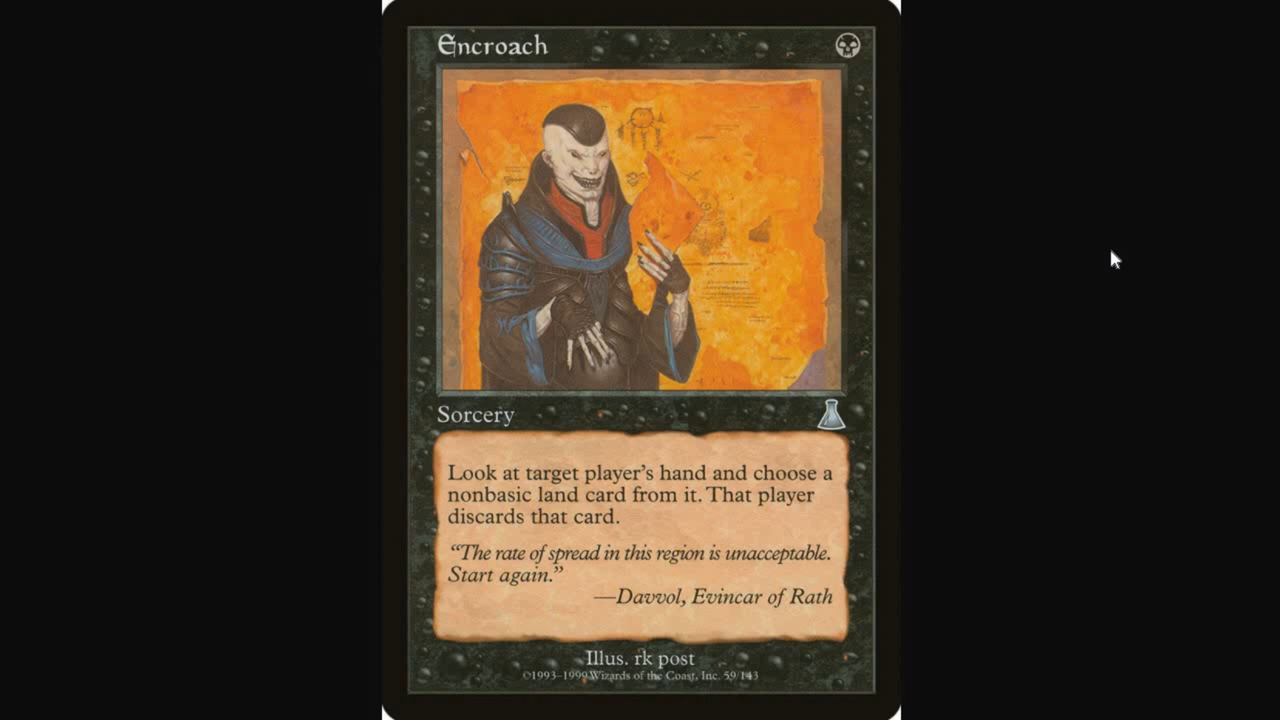 Encroach
Sorcery
Look at target player's hand and choose a
nonbasic land card from it. That player
discards that card.
“The rate of spread in this region is unacceptable.
Start again.”
—Davvol, Evincar of Rath
Illus. rk post
©1993–1999 Wizards of the Coast, Inc. 59/143